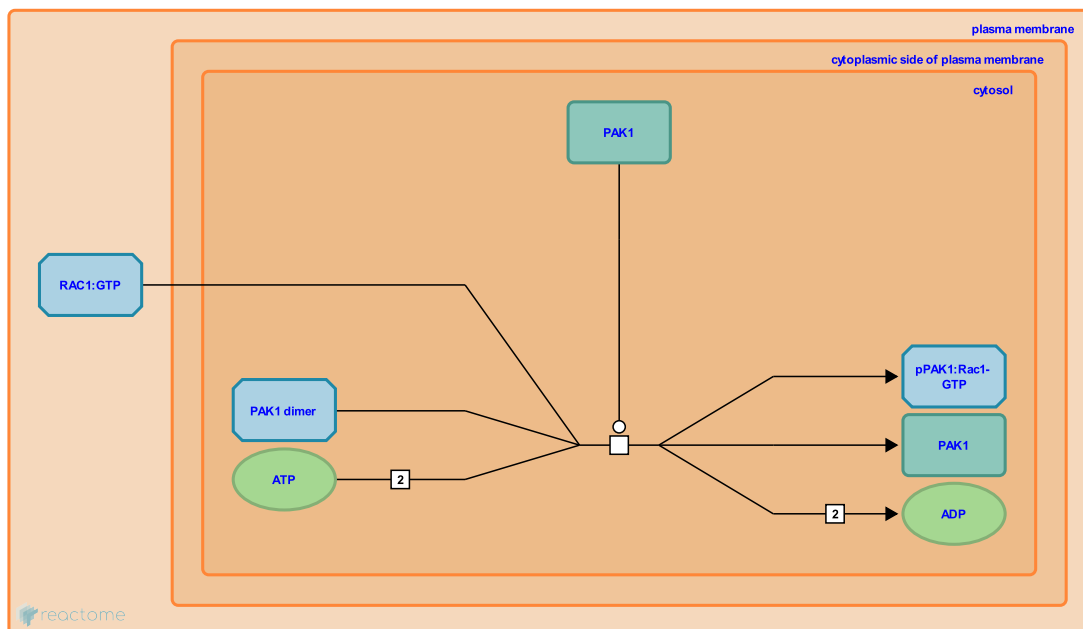 plasma membrane
cytoplasmic side of plasma membrane
cytosol
PAK1
RAC1:GTP
pPAK1:Rac1-
GTP
PAK1 dimer
PAK1
ATP
2
2
ADP
reactome